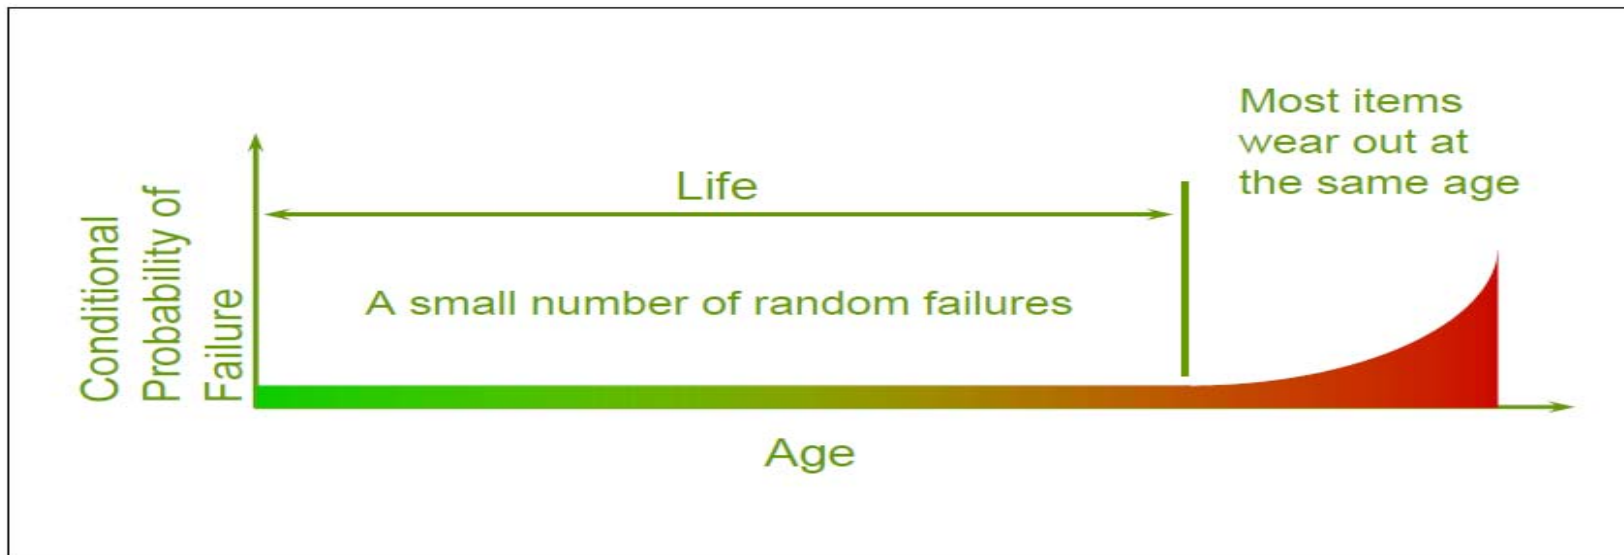 Most items
wear out at
the same age
Life
Conditional
Probability of
Failure
A small number of random failures
Age